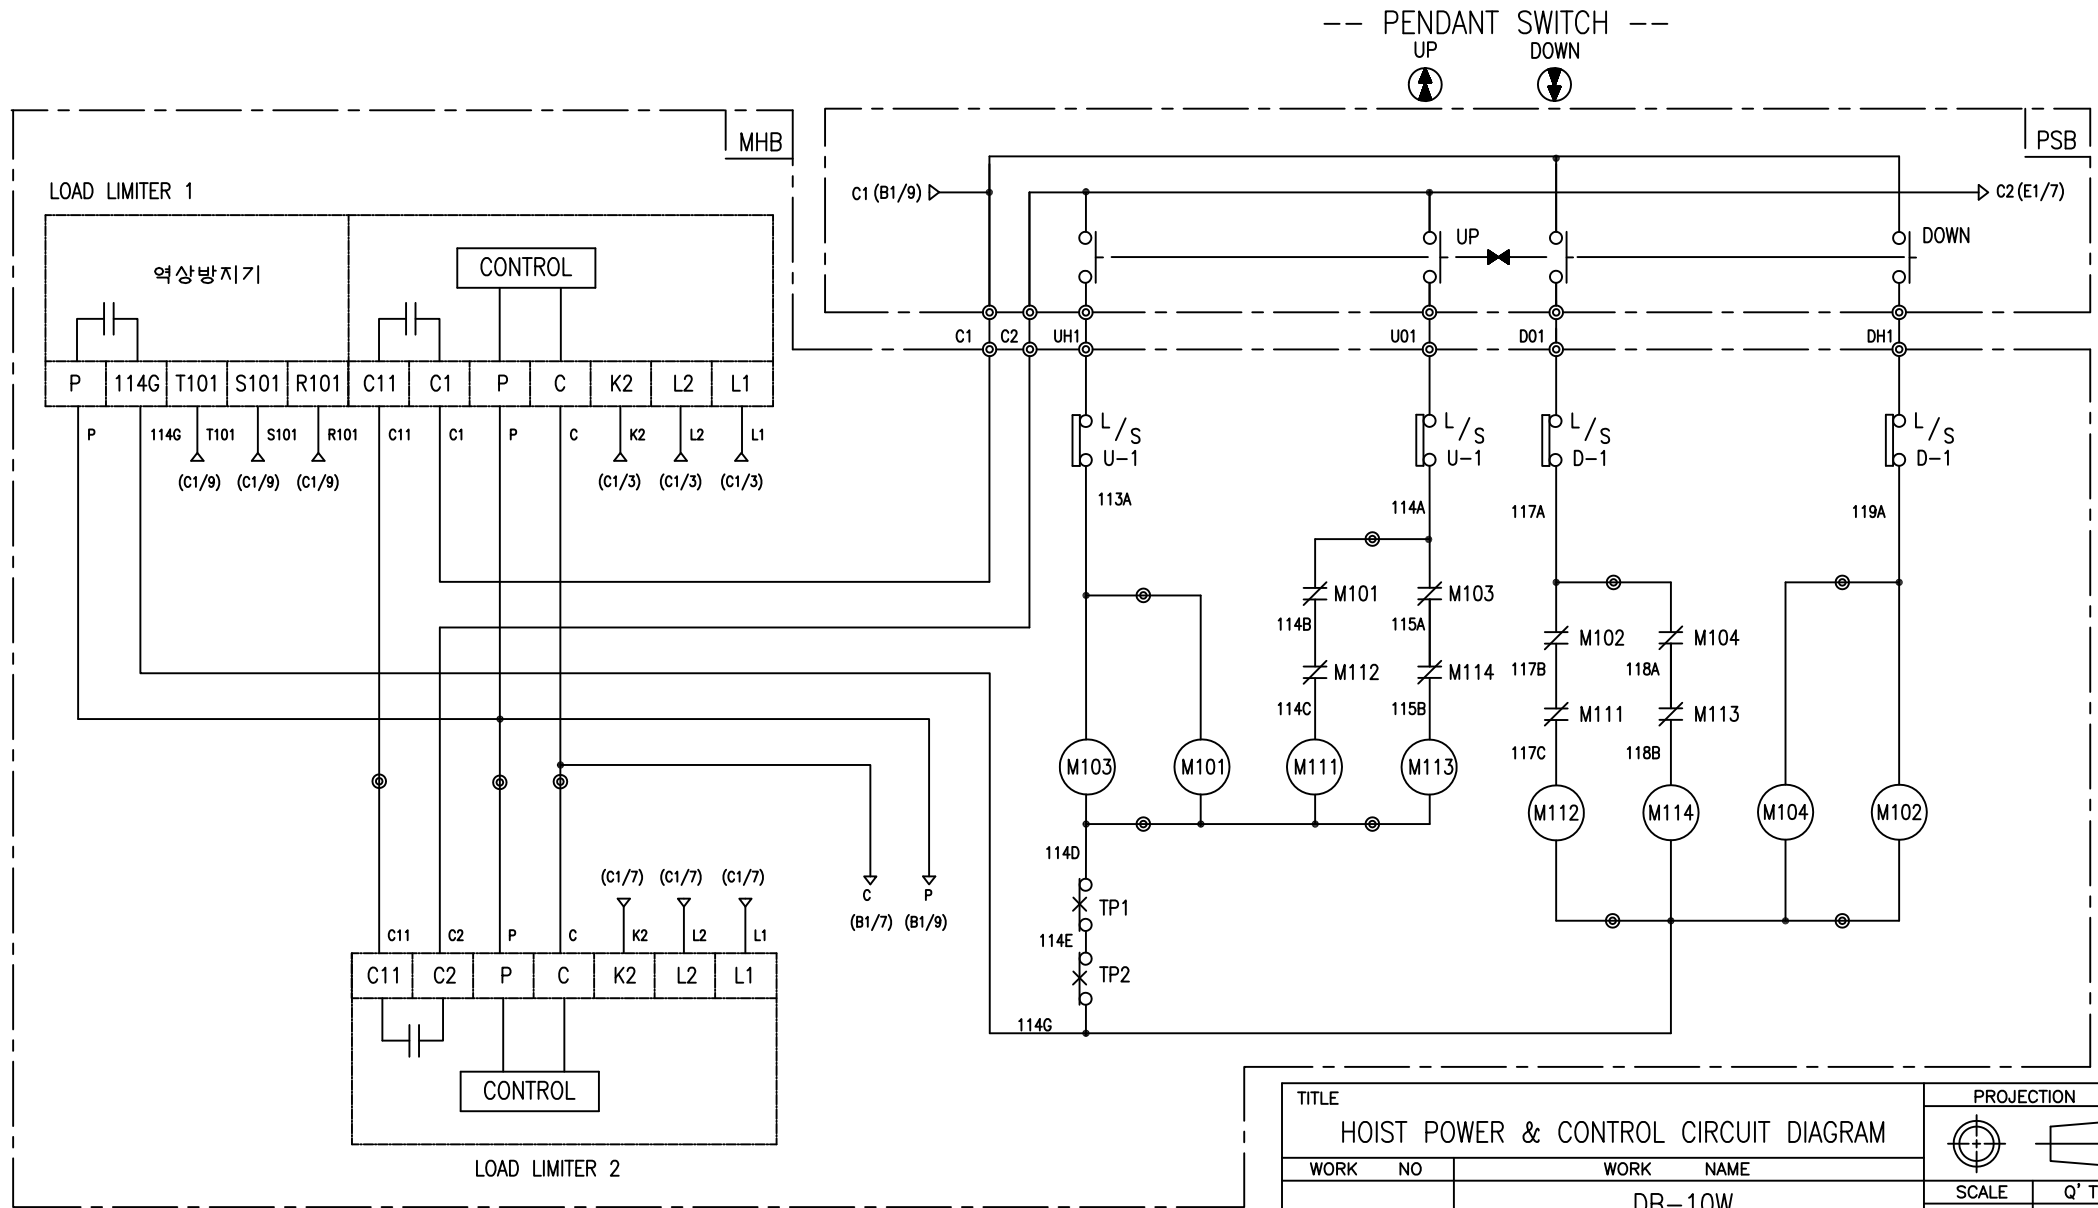 -- PENDANT SWITCH --
UP DOWN
MHB
PSB
LOAD LIMITER 1
C1 (B1/9)
C2 (E1/7)
역상방지기
CONTROL
UP
DOWN
C1 C2 UH1 U01 D01 DH1
P 114G T101 S101 R101 C11 C1 P C K2 L2 L1
P 114G T101 S101 R101 C11 C1 P C K2 L2 L1
(C1/9) (C1/9) (C1/9) (C1/3) (C1/3) (C1/3)
L/S L/S L/S L/S
U-1 U-1 D-1 D-1
113A 114A 117A 119A
M101 M103
114B 115A
M102 M104
117B 118A
M112 M114
114C 115B
M111 M113
117C 118B
M103 M101 M111 M113
M112 M114 M104 M102
114D
TP1
114E
TP2
114G
C P
(B1/7) (B1/9)
(C1/7) (C1/7) (C1/7)
C11 C2 P C K2 L2 L1
C11 C2 P C K2 L2 L1
CONTROL
LOAD LIMITER 2
TITLE
HOIST POWER & CONTROL CIRCUIT DIAGRAM
PROJECTION
WORK NO WORK NAME
SCALE Q'T
DR-10W